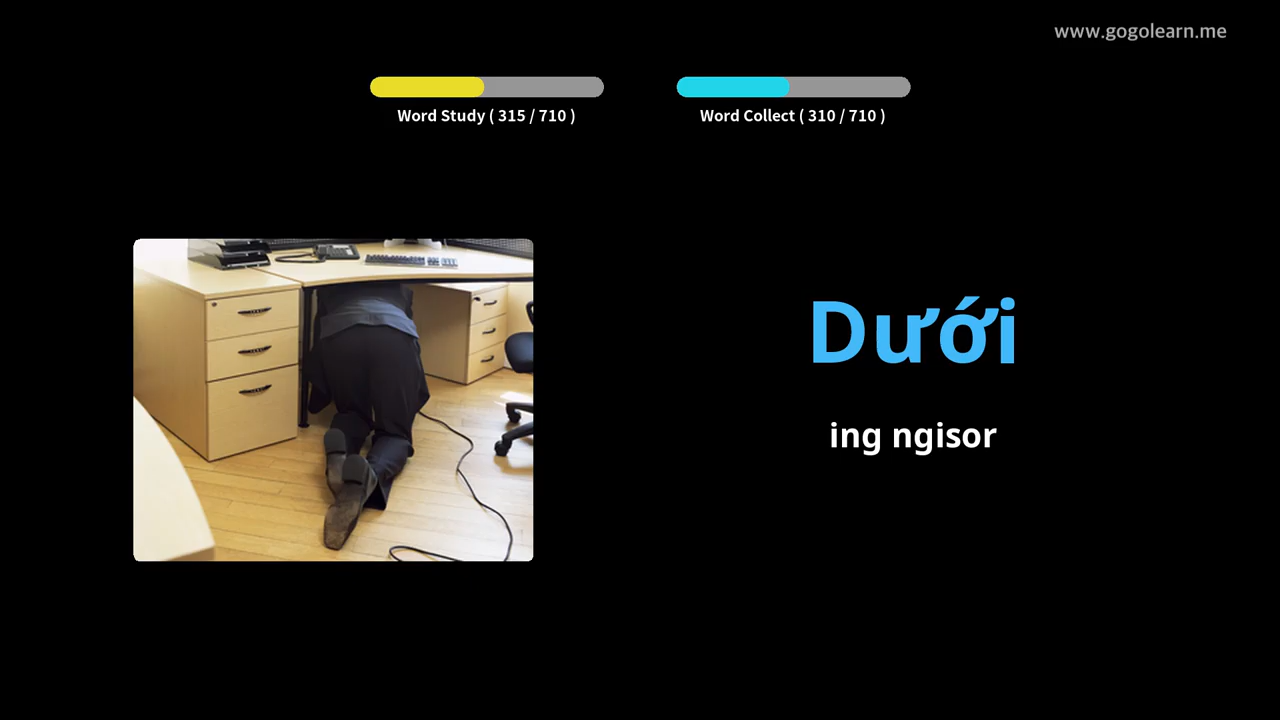 www.gogolearn.me
Word Study ( 315 / 710 )
Word Collect ( 310 / 710 )
Dưới
ing ngisor